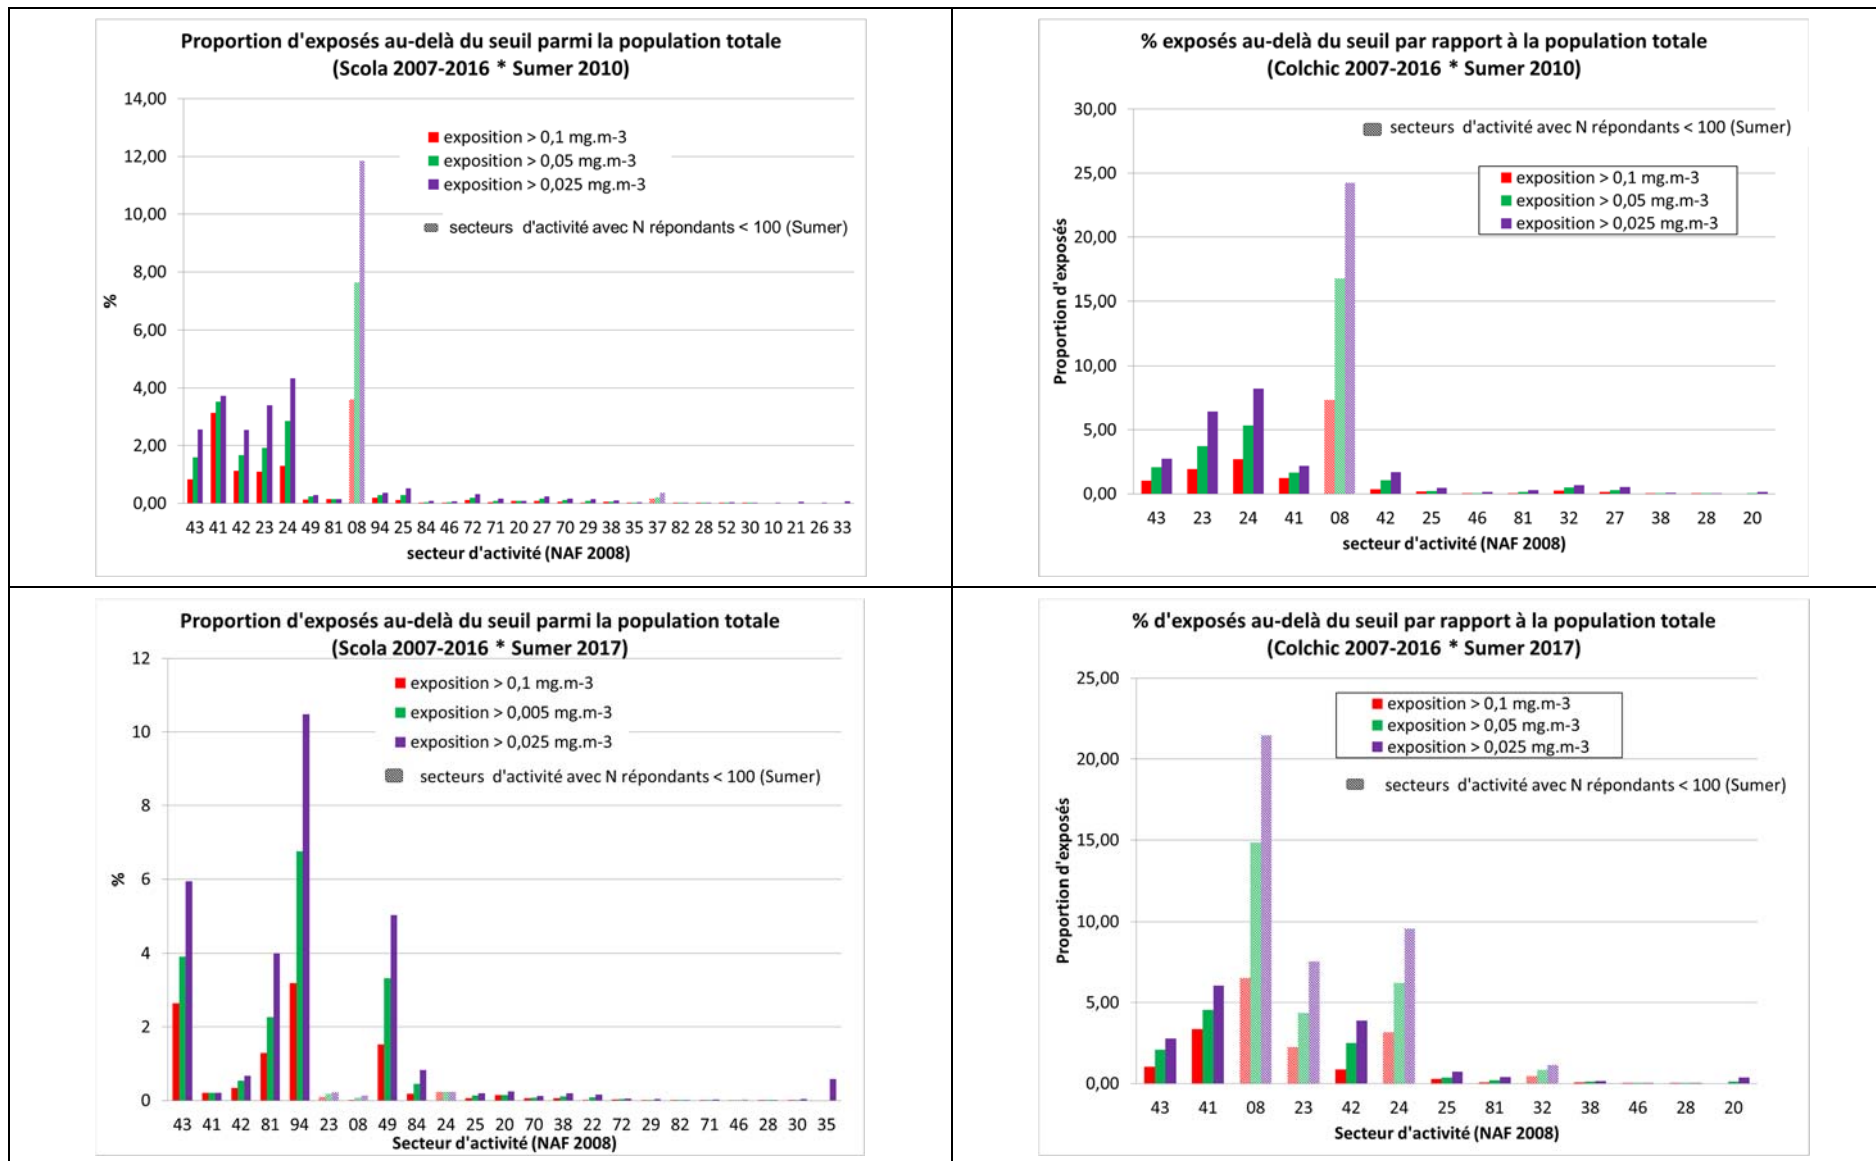 Proportion d'exposés au-delà du seuil parmi la population totale
(Scola 2007-2016 * Sumer 2010)
14,00
12,00
10,00
8,00
6,00
4,00
2,00
0,00
%
exposition > 0,1 mg.m-3
exposition > 0,05 mg.m-3
exposition > 0,025 mg.m-3
secteurs d'activité avec N répondants < 100 (Sumer)
43 41 42 23 24 49 81 08 94 25 84 46 72 71 20 27 70 29 38 35 37 82 28 52 30 10 21 26 33
secteur d'activité (NAF 2008)
% exposés au-delà du seuil par rapport à la population totale
(Colchic 2007-2016 * Sumer 2010)
30,00
25,00
20,00
15,00
10,00
5,00
0,00
Proportion d'exposés
secteurs d'activité avec N répondants < 100 (Sumer)
exposition > 0,1 mg.m-3
exposition > 0,05 mg.m-3
exposition > 0,025 mg.m-3
43 23 24 41 08 42 25 46 81 32 27 38 28 20
secteur d'activité (NAF 2008)
Proportion d'exposés au-delà du seuil parmi la population totale
(Scola 2007-2016 * Sumer 2017)
12
10
8
6
4
2
0
%
exposition > 0,1 mg.m-3
exposition > 0,005 mg.m-3
exposition > 0,025 mg.m-3
secteurs d'activité avec N répondants < 100 (Sumer)
43 41 42 81 94 23 08 49 84 24 25 20 70 38 22 72 29 82 71 46 28 30 35
Secteur d'activité (NAF 2008)
% d'exposés au-delà du seuil par rapport à la population totale
(Colchic 2007-2016 * Sumer 2017)
25,00
20,00
15,00
10,00
5,00
0,00
Proportion d'exposés
exposition > 0,1 mg.m-3
exposition > 0,05 mg.m-3
exposition > 0,025 mg.m-3
secteurs d'activité avec N répondants < 100 (Sumer)
43 41 08 23 42 24 25 81 32 38 46 28 20
Secteur d'activité (NAF 2008)